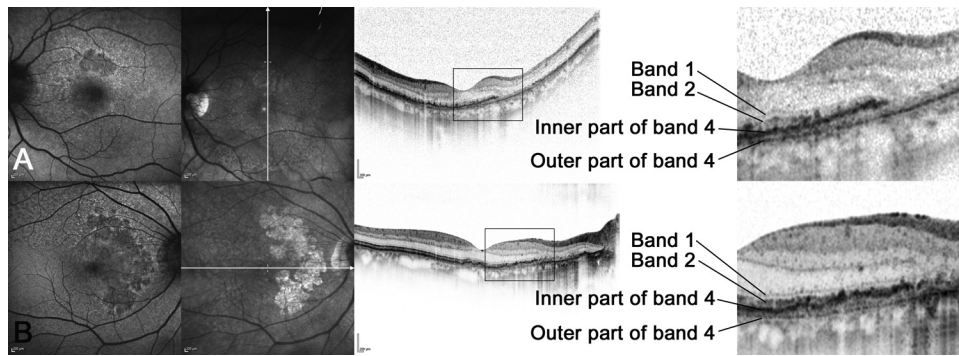 A
Band 1
Band 2
Inner part of band 4
Outer part of band 4
B
Band 1
Band 2
Inner part of band 4
Outer part of band 4